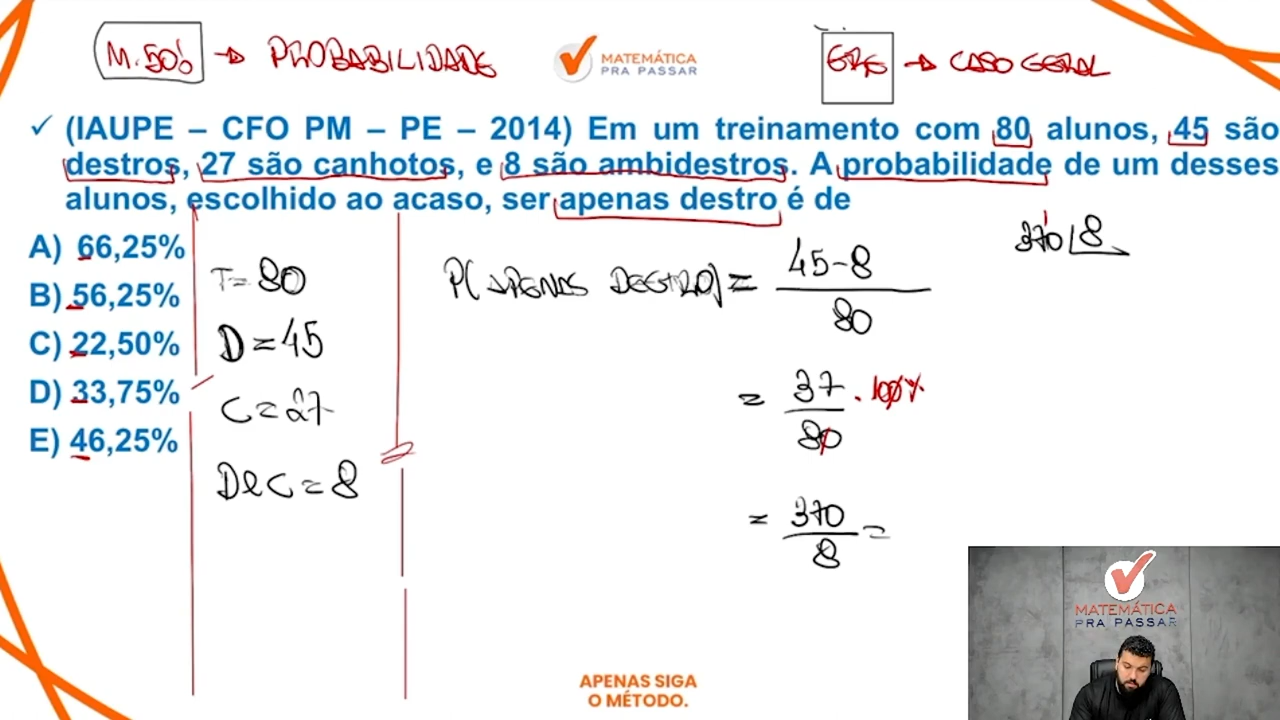 M.50's → PROBABILIDADE
MATEMÁTICA
PRA PASSAR
→ CASO GERAL
✓ (IAUPE – CFO PM – PE – 2014) Em um treinamento com 80 alunos, 45 são
destros, 27 são canhotos, e 8 são ambidestros. A probabilidade de um desses
alunos, escolhido ao acaso, ser apenas destro é de
A) 66,25%
B) 56,25%
C) 22,50%
D) 33,75%
E) 46,25%
T = 80
D = 45
C = 27
D e C = 8
P(APENAS DESTRO) = 45-8
80
= 37 . 100%
80
= 370 =
8
370 8
MATEMÁTICA
PRA PASSAR
APENAS SIGA
O MÉTODO.